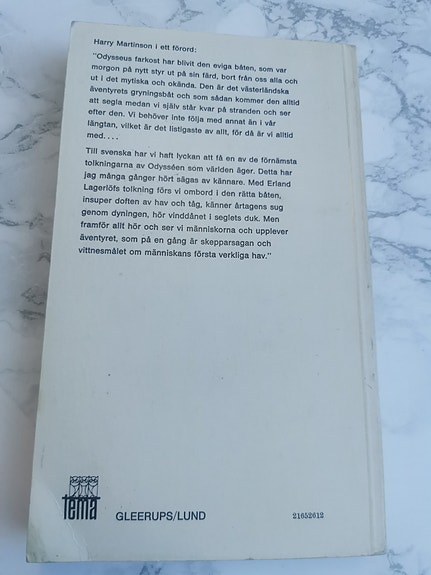 Harry Martinson i ett förord:
"Odysseus farkost har blivit den eviga båten, som var
morgon på nytt styr ut på sin färd, bort från oss alla och
ut i det mytiska och okända. Den är det västerländska
äventyrets gryningsbåt och som sådan kommer den alltid
att segla medan vi själv står kvar på stranden och ser
efter den. Vi behöver inte följa med annat än i vår
längtan, vilket är det listigaste av allt, för då är vi alltid
med. . . .
Till svenska har vi haft lyckan att få en av de förnämsta
tolkningarna av Odysséen som världen äger. Detta har
jag många gånger hört sägas av kännare. Med Erland
Lagerlöfs tolkning förs vi ombord i den rätta båten,
insuper doften av hav och tåg, känner årtagens sug
genom dyningen, hör vinddånet i seglets duk. Men
framför allt hör och ser vi människorna och upplever
äventyret, som på en gång är skepparsagan och
vittnesmålet om människans första verkliga hav."
tema
GLEERUPS/LUND
21652612